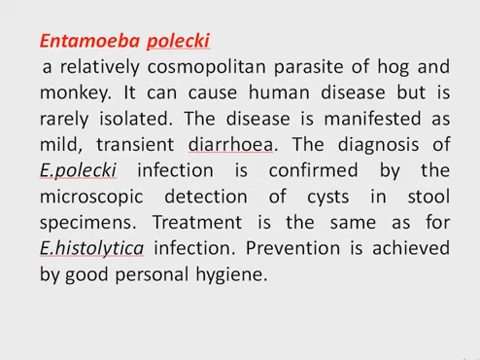 Entamoeba polecki
a relatively cosmopolitan parasite of hog and
monkey. It can cause human disease but is
rarely isolated. The disease is manifested as
mild, transient diarrhoea. The diagnosis of
E.polecki infection is confirmed by the
microscopic detection of cysts in stool
specimens. Treatment is the same as for
E.histolytica infection. Prevention is achieved
by good personal hygiene.